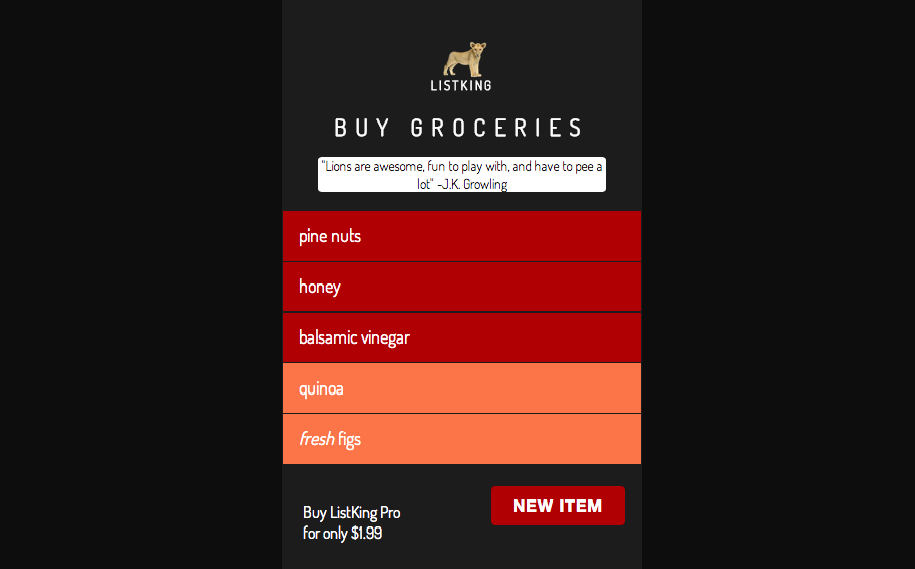 LISTKING
BUY GROCERIES
"Lions are awesome, fun to play with, and have to pee a
lot" -J.K. Growling
pine nuts
honey
balsamic vinegar
quinoa
fresh figs
NEW ITEM
Buy ListKing Pro
for only $1.99